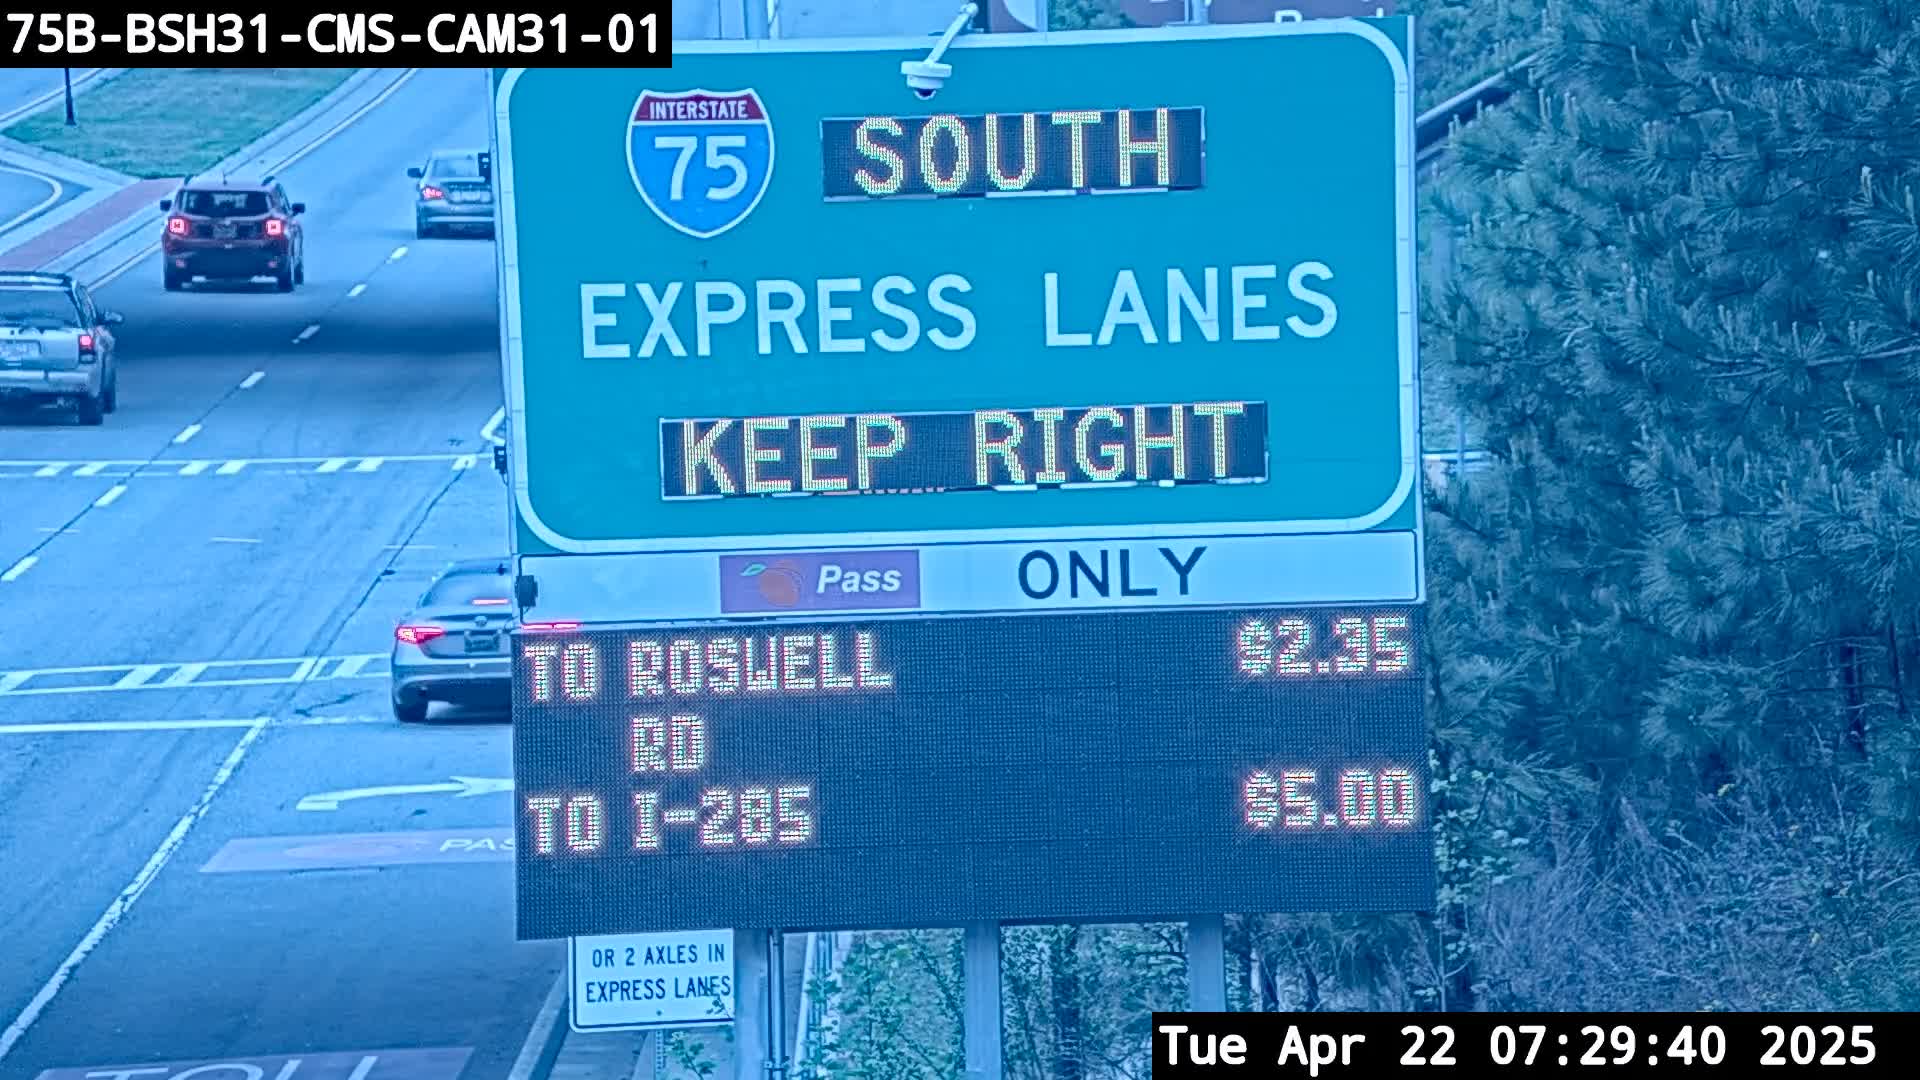 75B-BSH31-CMS-CAM31-01
INTERSTATE
75
SOUTH
EXPRESS LANES
KEEP RIGHT
Pass
ONLY
TO ROSWELL $2.35
RD
TO I-285 $5.00
OR 2 AXLES IN
EXPRESS LANES
TOLL
Tue Apr 22 07:29:40 2025